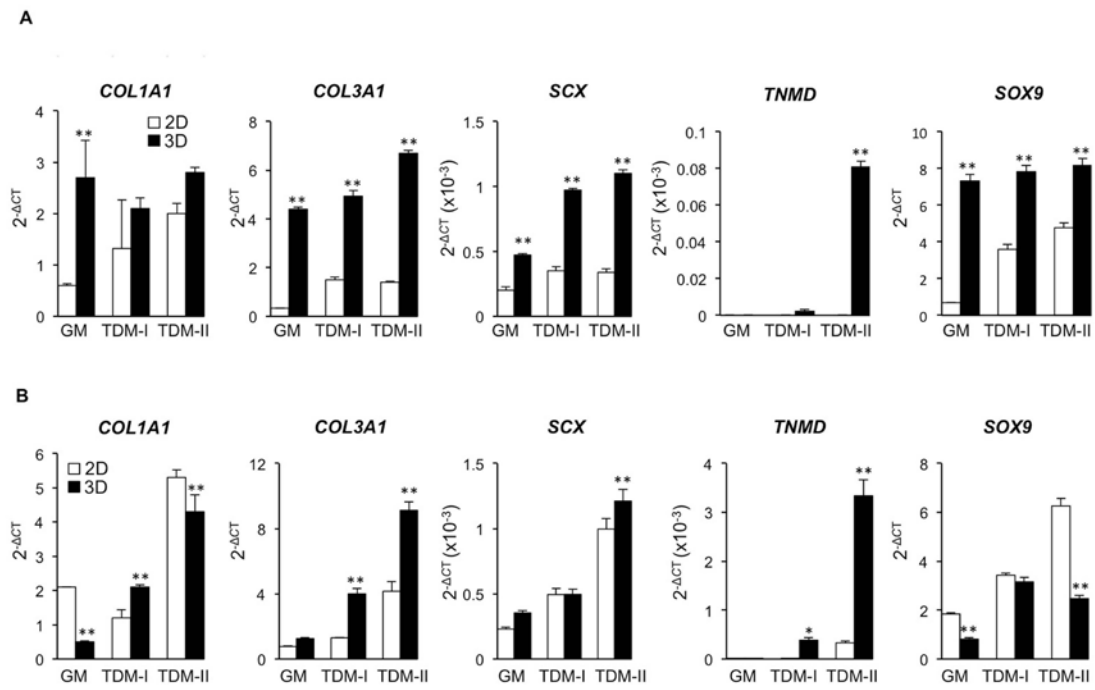 A
COL1A1
COL3A1
SCX
TNMD
SOX9
2-ΔCT
4
3
2
1
0
2D
3D
**
GM TDM-I TDM-II
2-ΔCT
8
6
4
2
0
** ** **
GM TDM-I TDM-II
2-ΔCT (x10-3)
1.5
1.0
0.5
0
** ** **
GM TDM-I TDM-II
2-ΔCT (x10-3)
0.1
0.08
0.06
0.04
0.02
0
**
GM TDM-I TDM-II
2-ΔCT
10
8
6
4
2
0
** ** **
GM TDM-I TDM-II
B
COL1A1
COL3A1
SCX
TNMD
SOX9
2-ΔCT
6
5
4
3
2
1
0
2D
3D
** ** **
GM TDM-I TDM-II
2-ΔCT
12
8
4
0
** **
GM TDM-I TDM-II
2-ΔCT (x10-3)
1.5
1.0
0.5
0
**
GM TDM-I TDM-II
2-ΔCT (x10-3)
4
3
2
1
0
* **
GM TDM-I TDM-II
2-ΔCT
8
6
4
2
0
** **
GM TDM-I TDM-II